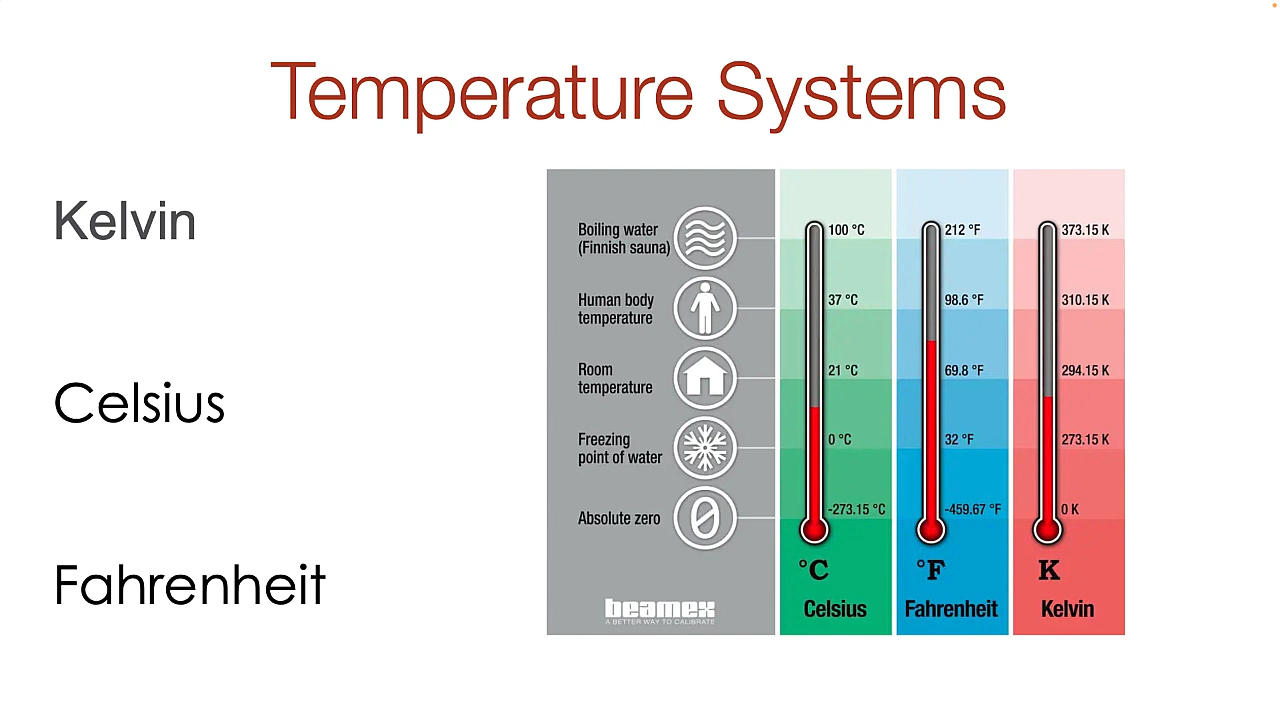 Temperature Systems
Kelvin
Celsius
Fahrenheit
Boiling water
(Finnish sauna)
100 °C
212 °F
373.15 K
Human body
temperature
37 °C
98.6 °F
310.15 K
Room
temperature
21 °C
69.8 °F
294.15 K
Freezing
point of water
0 °C
32 °F
273.15 K
Absolute zero
-273.15 °C
-459.67 °F
0 K
°C
°F
K
beamex
A BETTER WAY TO CALIBRATE
Celsius
Fahrenheit
Kelvin